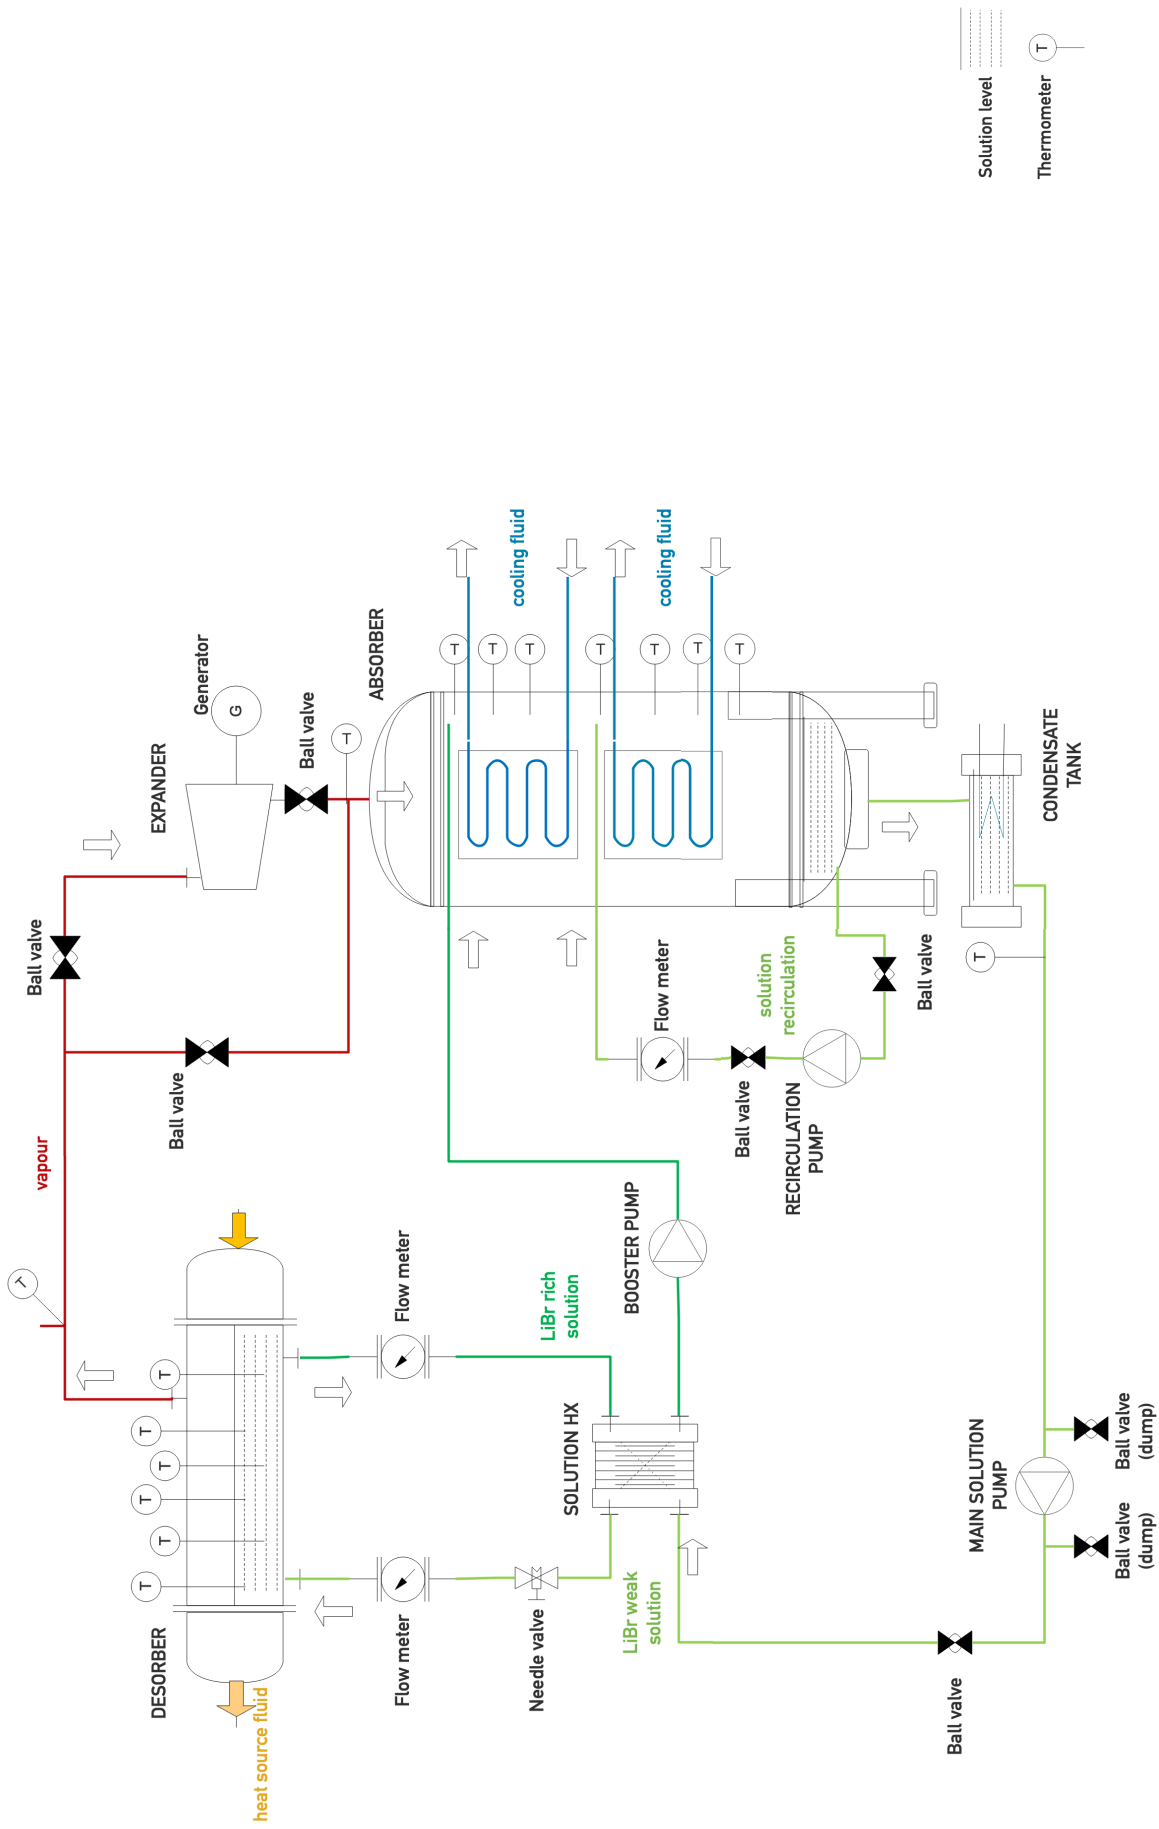 T
Ball valve
vapour
T
T
T
T
T
T
DESORBER
EXPANDER
Ball valve
Generator
G
heat source fluid
Ball valve
T
ABSORBER
Flow meter
Flow meter
T
T
T
cooling fluid
Needle valve
LiBr rich
solution
SOLUTION HX
T
LiBr weak
solution
BOOSTER PUMP
T
Flow meter
cooling fluid
T
T
Ball valve
solution
recirculation
RECIRCULATION
PUMP
Ball valve
Ball valve
MAIN SOLUTION
PUMP
T
Solution level
Thermometer
T
CONDENSATE
TANK
Ball valve
(dump)
Ball valve
(dump)